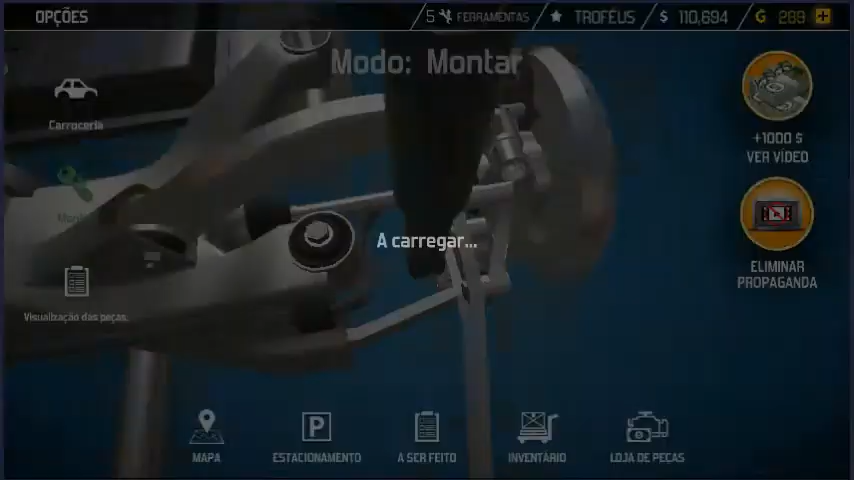 OPÇÕES
5 FERRAMENTAS
TROFÉUS
$ 110,694
G 289
Modo: Montar
Carroceria
+1000 $
VER VÍDEO
A carregar...
ELIMINAR
PROPAGANDA
Visualização das peças.
MAPA
ESTACIONAMENTO
A SER FEITO
INVENTÁRIO
LOJA DE PEÇAS